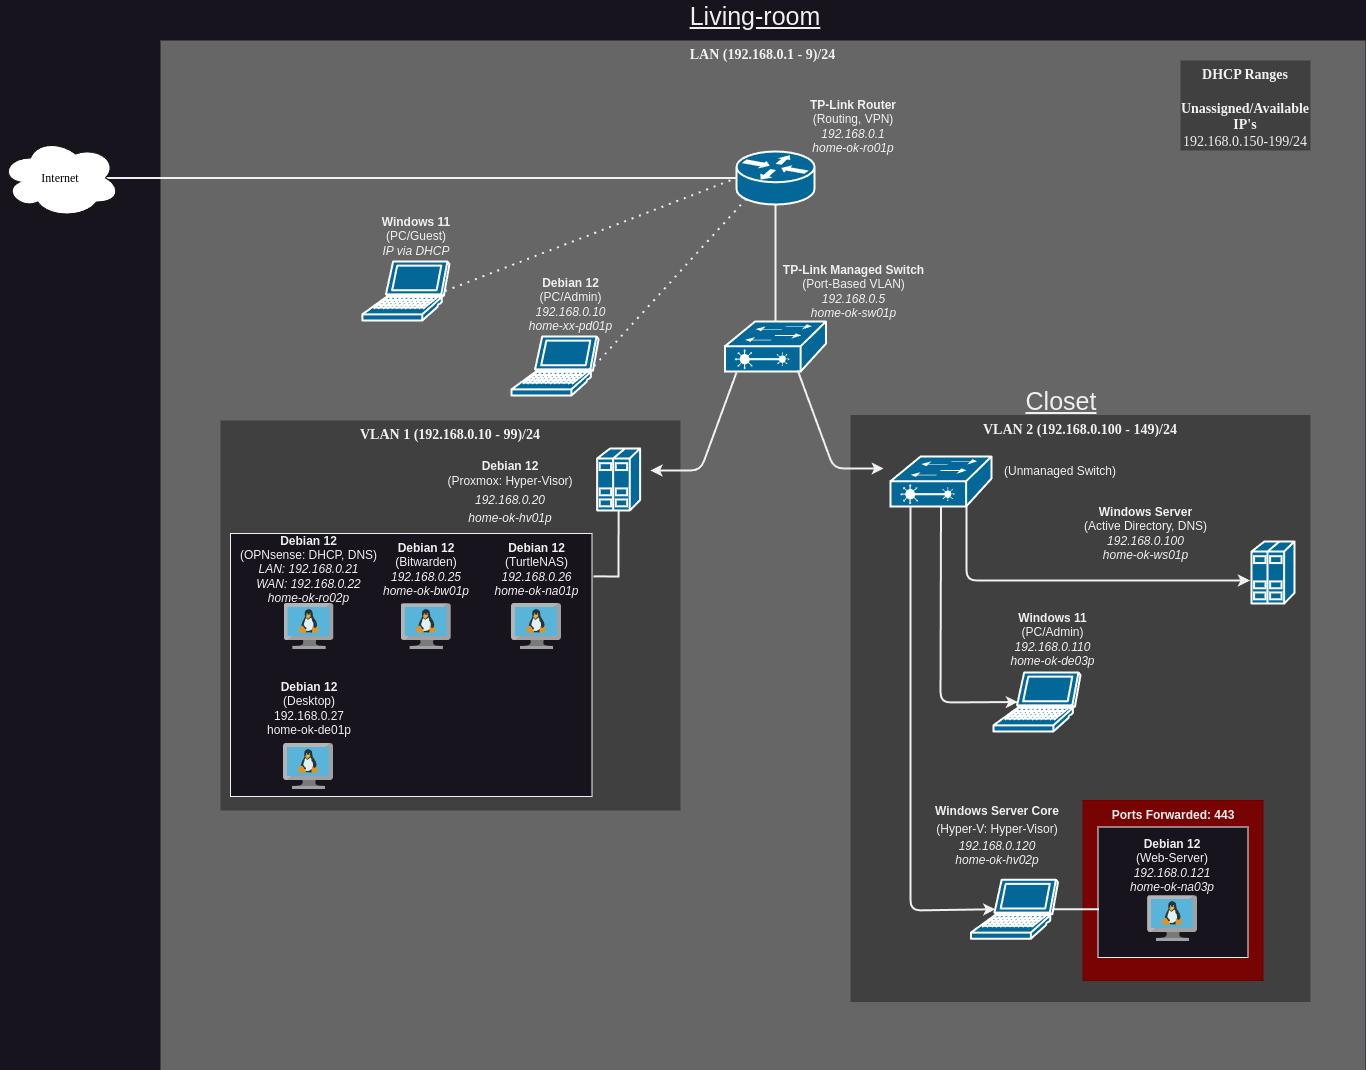 Living-room
LAN (192.168.0.1 - 9)/24
DHCP Ranges
Unassigned/Available
IP's
192.168.0.150-199/24
TP-Link Router
(Routing, VPN)
192.168.0.1
home-ok-ro01p
Internet
Windows 11
(PC/Guest)
IP via DHCP
Debian 12
(PC/Admin)
192.168.0.10
home-xx-pd01p
TP-Link Managed Switch
(Port-Based VLAN)
192.168.0.5
home-ok-sw01p
Closet
VLAN 1 (192.168.0.10 - 99)/24
Debian 12
(Proxmox: Hyper-Visor)
192.168.0.20
home-ok-hv01p
Debian 12
(OPNsense: DHCP, DNS)
LAN: 192.168.0.21
WAN: 192.168.0.22
home-ok-ro02p
Debian 12
(Bitwarden)
192.168.0.25
home-ok-bw01p
Debian 12
(TurtleNAS)
192.168.0.26
home-ok-na01p
Debian 12
(Desktop)
192.168.0.27
home-ok-de01p
VLAN 2 (192.168.0.100 - 149)/24
(Unmanaged Switch)
Windows Server
(Active Directory, DNS)
192.168.0.100
home-ok-ws01p
Windows 11
(PC/Admin)
192.168.0.110
home-ok-de03p
Windows Server Core
(Hyper-V: Hyper-Visor)
192.168.0.120
home-ok-hv02p
Ports Forwarded: 443
Debian 12
(Web-Server)
192.168.0.121
home-ok-na03p